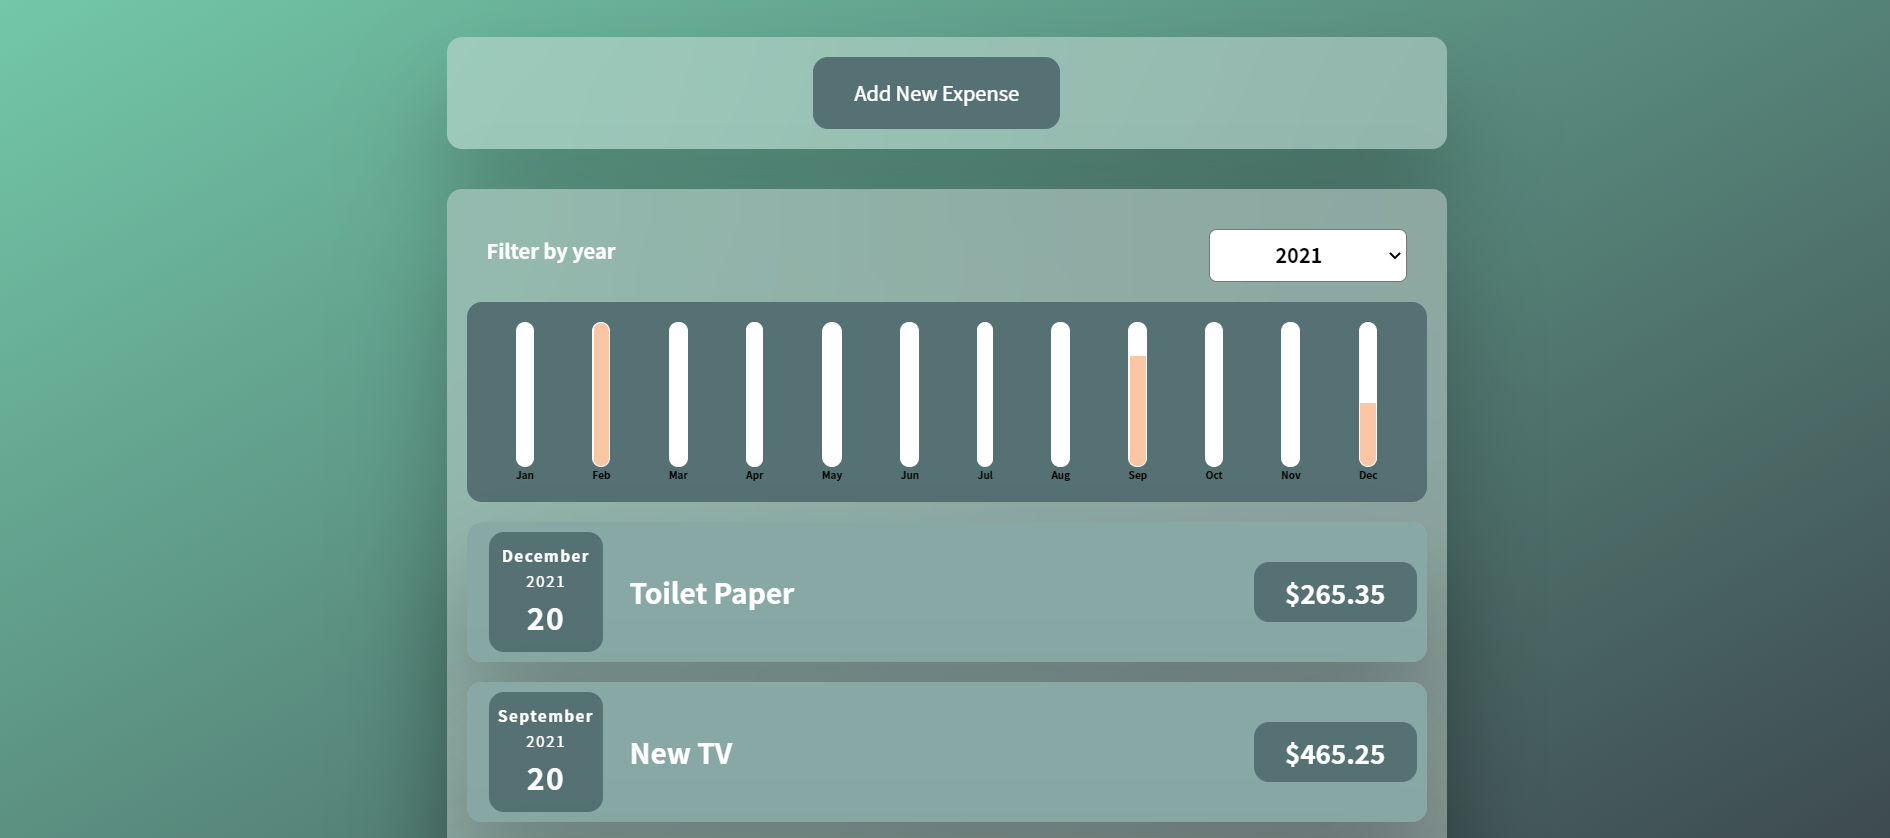 Add New Expense
Filter by year
2021
Jan Feb Mar Apr May Jun Jul Aug Sep Oct Nov Dec
December
2021
20
Toilet Paper
$265.35
September
2021
20
New TV
$465.25